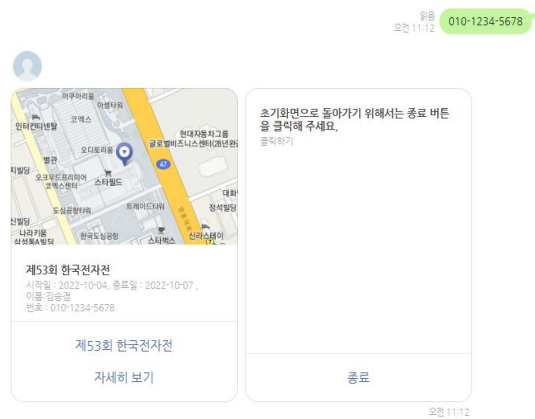 읽음
오전 11:12
010-1234-5678
아쿠아리움
아셈타워
코엑스
인터컨티넨탈
현대자동차그룹
글로벌비즈니스센터(28년완공
오디토리움
별관
47
지빌딩
오크우드프리미어
코엑스센터
스타필드
대화
도심공항타워
트레이드타워
정석빌딩
신빌딩
영동대로
나라키움
삼성동A빌딩
한국도심공항
스타벅스
신라스테이
제53회 한국전자전
시작일 : 2022-10-04, 종료일 : 2022-10-07 ,
이름:김승겸
번호 : 010-1234-5678
제53회 한국전자전
자세히 보기
초기화면으로 돌아가기 위해서는 종료 버튼
을 클릭해 주세요.
클릭하기
종료
오전 11:12